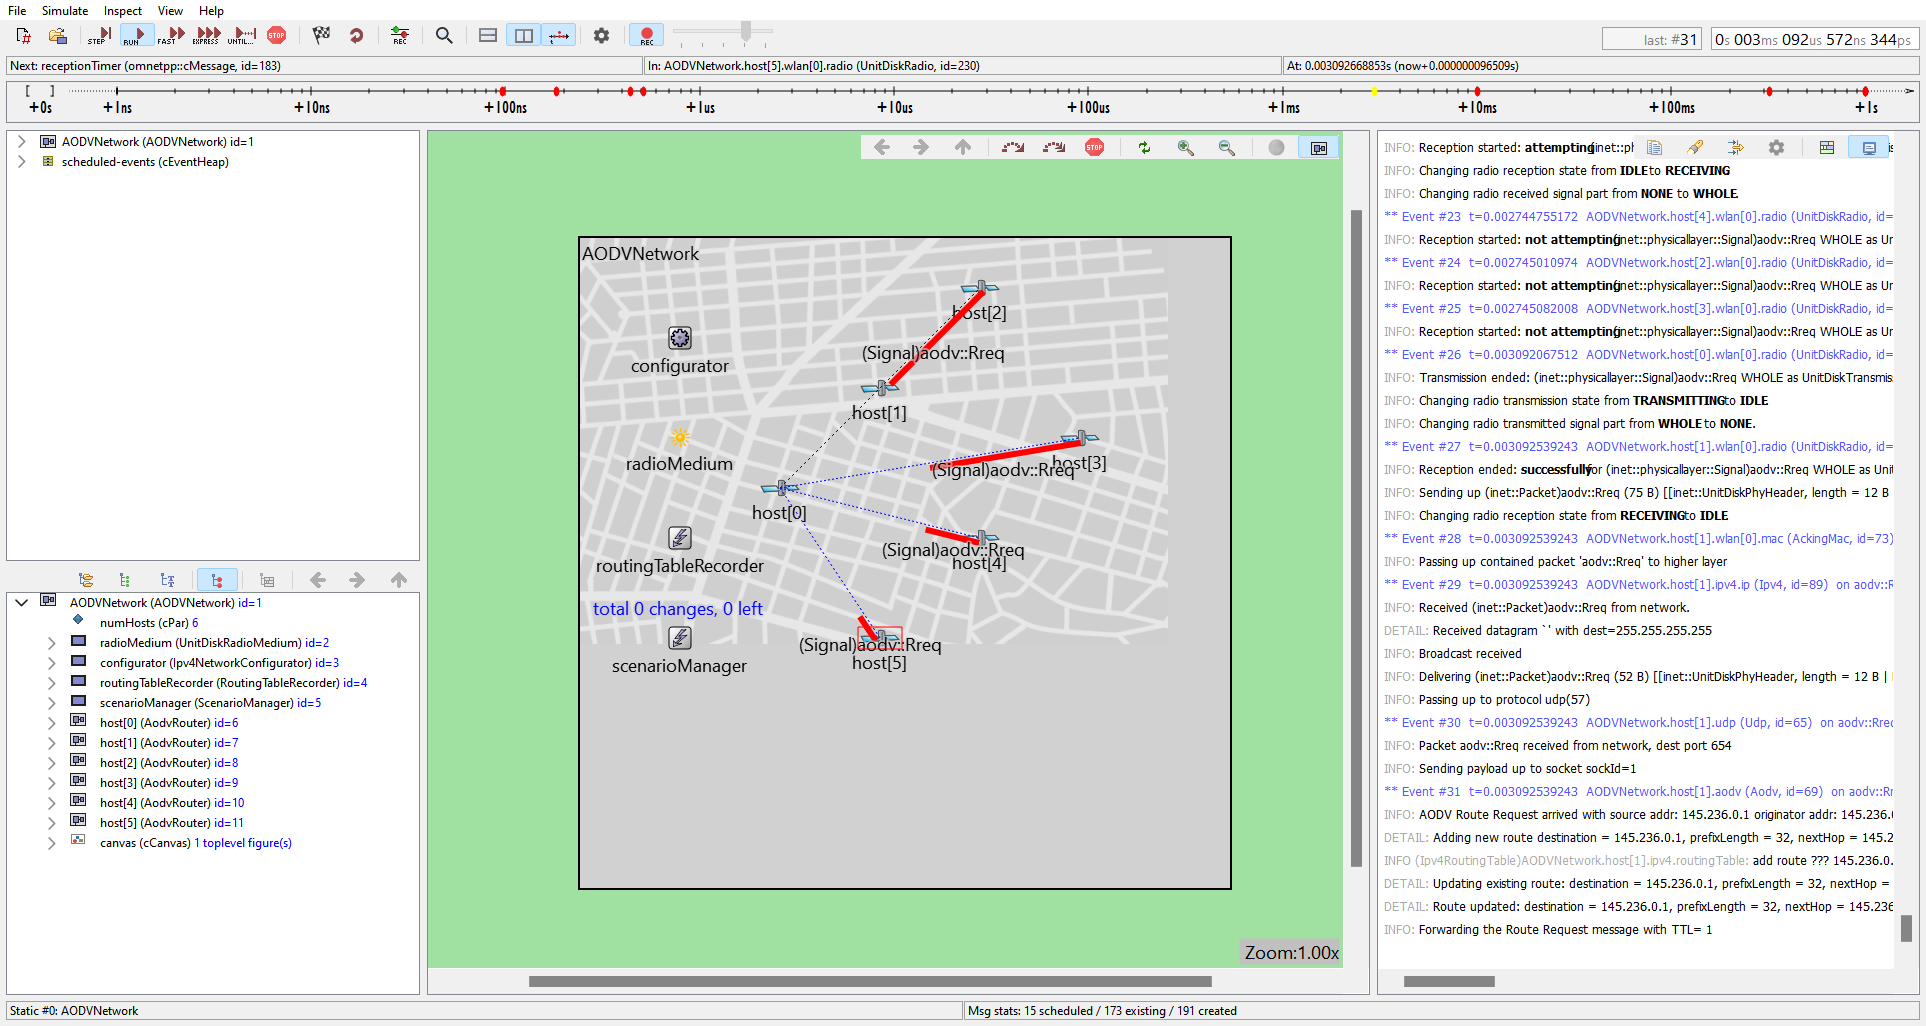 File Simulate Inspect View Help
STEP RUN FAST EXPRESS UNTIL... STOP REC REC
last: #31 0s 003ms 092us 572ns 344ps
Next: receptionTimer (omnetpp::cMessage, id=183) In: AODVNetwork.host[5].wlan[0].radio (UnitDiskRadio, id=230) At: 0.003092668853s (now+0.000000096509s)
[ ]
+0s +1ns +10ns +100ns +1us +10us +100us +1ms +10ms +100ms +1s
AODVNetwork (AODVNetwork) id=1
scheduled-events (cEventHeap)
AODVNetwork (AODVNetwork) id=1
numHosts (cPar) 6
radioMedium (UnitDiskRadioMedium) id=2
configurator (Ipv4NetworkConfigurator) id=3
routingTableRecorder (RoutingTableRecorder) id=4
scenarioManager (ScenarioManager) id=5
host[0] (AodvRouter) id=6
host[1] (AodvRouter) id=7
host[2] (AodvRouter) id=8
host[3] (AodvRouter) id=9
host[4] (AodvRouter) id=10
host[5] (AodvRouter) id=11
canvas (cCanvas) 1 toplevel figure(s)
STOP
AODVNetwork
host[2]
configurator
(Signal)aodv::Rreq
host[1]
radioMedium
host[3]
(Signal)aodv::Rreq
host[0]
routingTableRecorder
(Signal)aodv::Rreq
host[4]
total 0 changes, 0 left
scenarioManager
(Signal)aodv::Rreq
host[5]
Zoom:1.00x
INFO: Reception started: attempting (inet::ph
INFO: Changing radio reception state from IDLE to RECEIVING
INFO: Changing radio received signal part from NONE to WHOLE.
** Event #23 t=0.002744755172 AODVNetwork.host[4].wlan[0].radio (UnitDiskRadio, id=
INFO: Reception started: not attempting (inet::physicallayer::Signal)aodv::Rreq WHOLE as Un
** Event #24 t=0.002745010974 AODVNetwork.host[2].wlan[0].radio (UnitDiskRadio, id=
INFO: Reception started: not attempting (inet::physicallayer::Signal)aodv::Rreq WHOLE as Un
** Event #25 t=0.002745082008 AODVNetwork.host[3].wlan[0].radio (UnitDiskRadio, id=
INFO: Reception started: not attempting (inet::physicallayer::Signal)aodv::Rreq WHOLE as Un
** Event #26 t=0.003092067512 AODVNetwork.host[0].wlan[0].radio (UnitDiskRadio, id=
INFO: Transmission ended: (inet::physicallayer::Signal)aodv::Rreq WHOLE as UnitDiskTransmis
INFO: Changing radio transmission state from TRANSMITTING to IDLE
INFO: Changing radio transmitted signal part from WHOLE to NONE.
** Event #27 t=0.003092539243 AODVNetwork.host[1].wlan[0].radio (UnitDiskRadio, id=
INFO: Reception ended: successfully for (inet::physicallayer::Signal)aodv::Rreq WHOLE as Unit
INFO: Sending up (inet::Packet)aodv::Rreq (75 B) [[inet::UnitDiskPhyHeader, length = 12 B
INFO: Changing radio reception state from RECEIVING to IDLE
** Event #28 t=0.003092539243 AODVNetwork.host[1].wlan[0].mac (AckingMac, id=73)
INFO: Passing up contained packet 'aodv::Rreq' to higher layer
** Event #29 t=0.003092539243 AODVNetwork.host[1].ipv4.ip (Ipv4, id=89) on aodv::R
INFO: Received (inet::Packet)aodv::Rreq from network.
DETAIL: Received datagram `' with dest=255.255.255.255
INFO: Broadcast received
INFO: Delivering (inet::Packet)aodv::Rreq (52 B) [[inet::UnitDiskPhyHeader, length = 12 B |
INFO: Passing up to protocol udp(57)
** Event #30 t=0.003092539243 AODVNetwork.host[1].udp (Udp, id=65) on aodv::Rreq
INFO: Packet aodv::Rreq received from network, dest port 654
INFO: Sending payload up to socket sockId=1
** Event #31 t=0.003092539243 AODVNetwork.host[1].aodv (Aodv, id=69) on aodv::Rr
INFO: AODV Route Request arrived with source addr: 145.236.0.1 originator addr: 145.236.
DETAIL: Adding new route destination = 145.236.0.1, prefixLength = 32, nextHop = 145.2
INFO (Ipv4RoutingTable)AODVNetwork.host[1].ipv4.routingTable: add route ??? 145.236.0.
DETAIL: Updating existing route: destination = 145.236.0.1, prefixLength = 32, nextHop =
DETAIL: Route updated: destination = 145.236.0.1, prefixLength = 32, nextHop = 145.236
INFO: Forwarding the Route Request message with TTL= 1
Static #0: AODVNetwork Msg stats: 15 scheduled / 173 existing / 191 created